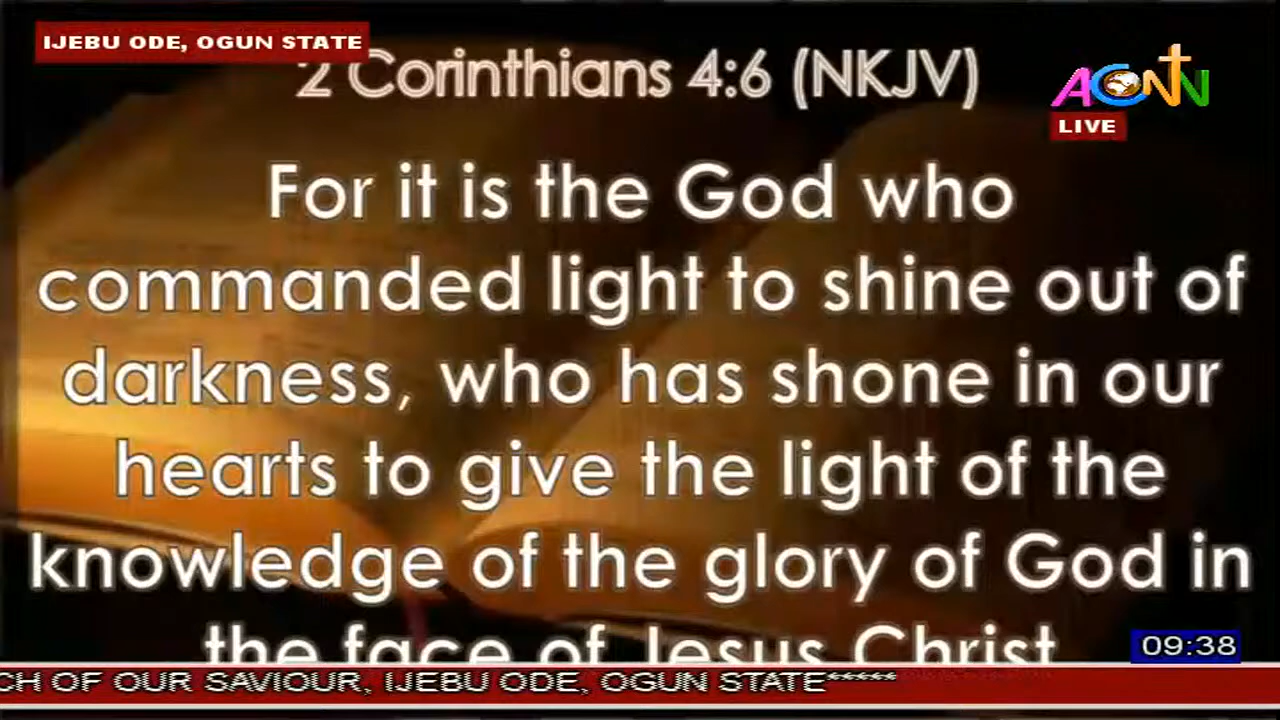 IJEBU ODE, OGUN STATE
2 Corinthians 4:6 (NKJV)
ACNN
LIVE
For it is the God who
commanded light to shine out of
darkness, who has shone in our
hearts to give the light of the
knowledge of the glory of God in
the face of Jesus Christ
09:38
CH OF OUR SAVIOUR, IJEBU ODE, OGUN STATE*****